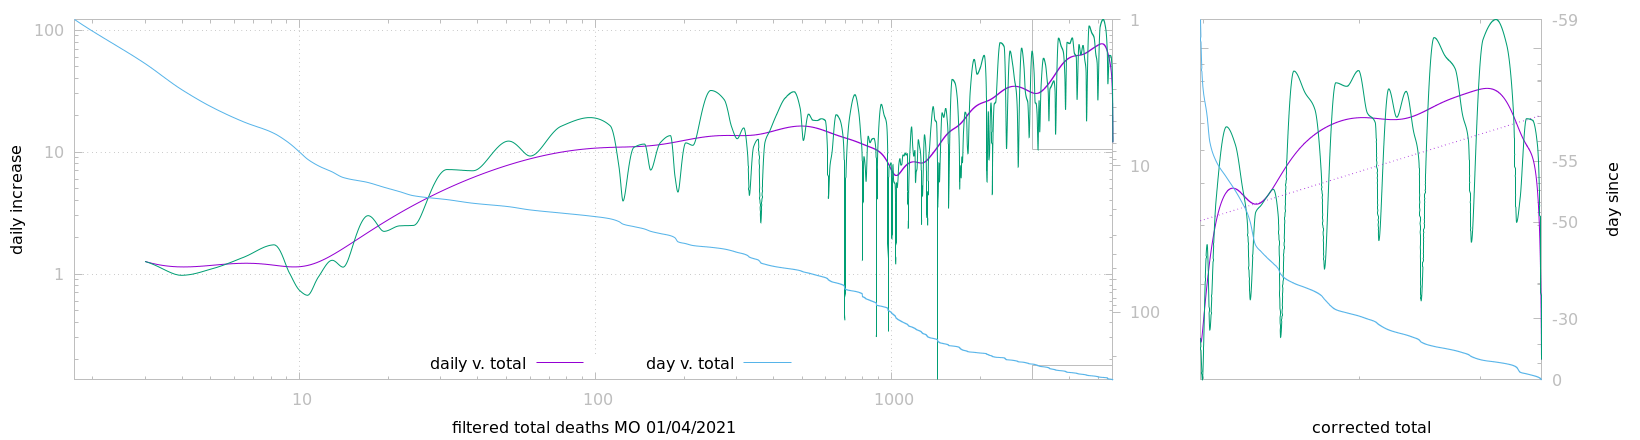 100
10
1
daily increase
daily v. total
day v. total
10
100
1000
filtered total deaths MO 01/04/2021
1
10
100
-59
-55
-50
-30
0
day since
corrected total